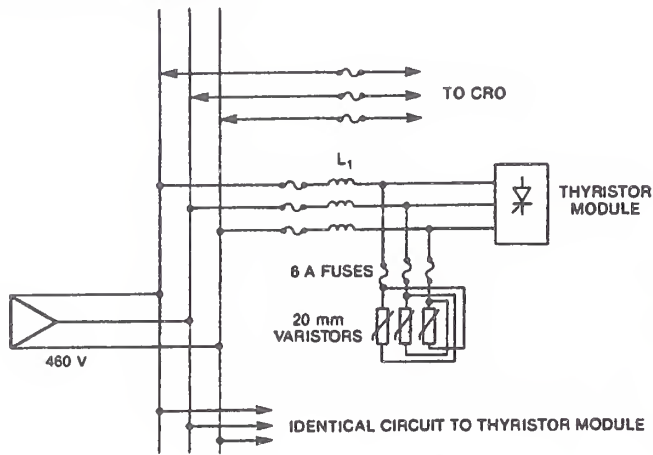 TO CRO
L1
THYRISTOR
MODULE
6 A FUSES
20 mm
VARISTORS
460 V
IDENTICAL CIRCUIT TO THYRISTOR MODULE